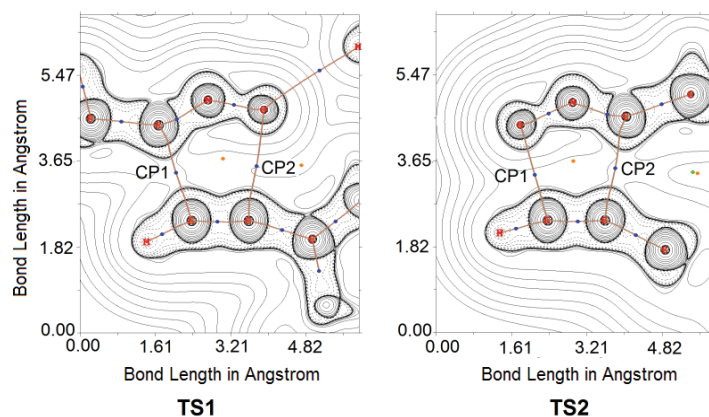 5.47
3.65
1.82
0.00
Bond Length in Angstrom
0.00 1.61 3.21 4.82
Bond Length in Angstrom
CP1
CP2
H
H
TS1
5.47
3.65
1.82
0.00
0.00 1.61 3.21 4.82
Bond Length in Angstrom
CP1
CP2
H
TS2